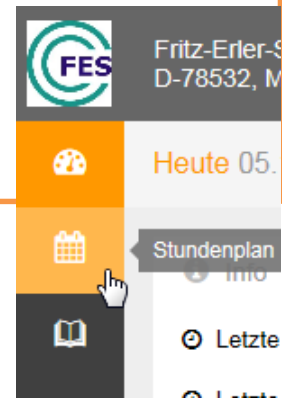 FES
Fritz-Erler-S
D-78532, M
Heute 05.
Stundenplan
Info
Letzte
Letzte